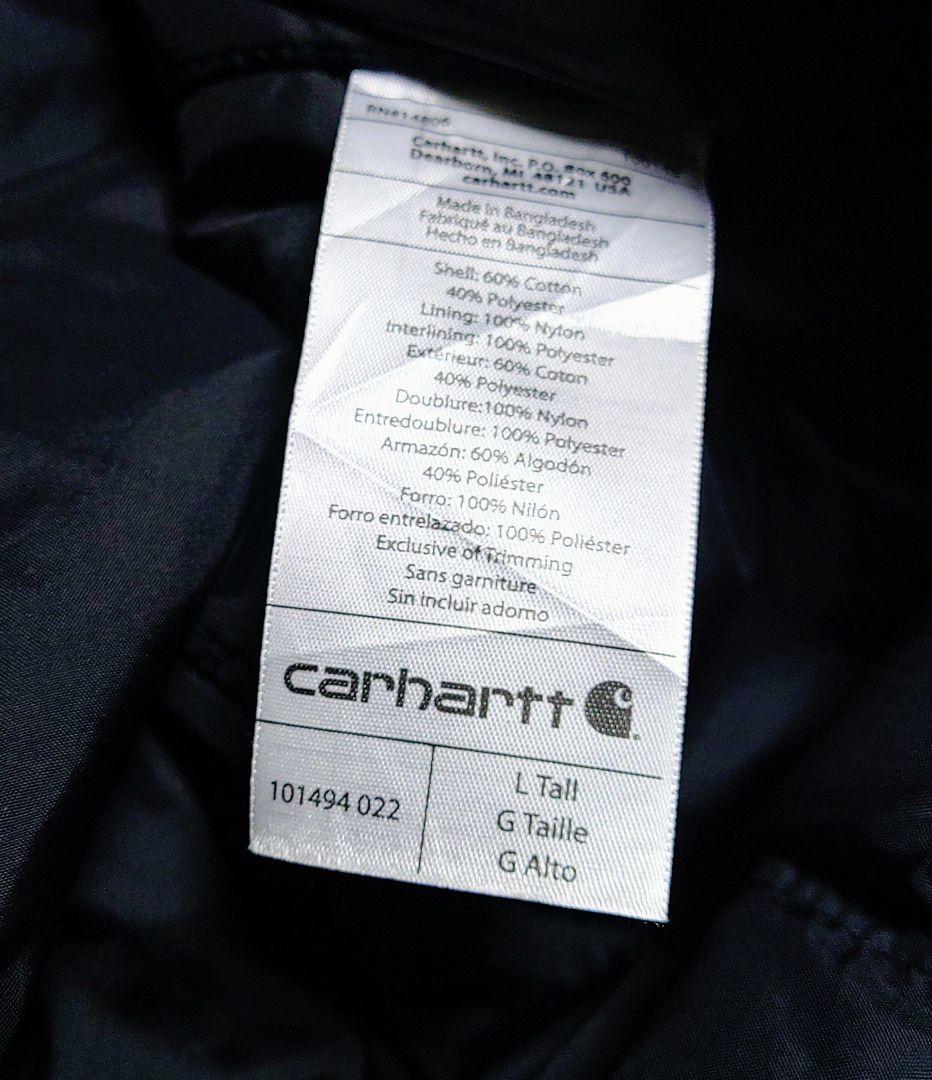 Carhartt, Inc. P.O. Box 600
Dearborn, MI 48121 USA
carhartt.com
Made in Bangladesh
Fabriqué au Bangladesh
Hecho en Bangladesh
Shell: 60% Cotton
40% Polyester
Lining: 100% Nylon
Interlining: 100% Polyester
Extérieur: 60% Coton
40% Polyester
Doublure:100% Nylon
Entredoublure: 100% Polyester
Armazón: 60% Algodón
40% Poliéster
Forro: 100% Nilón
Forro entrelazado: 100% Poliéster
Exclusive of Trimming
Sans garniture
Sin incluir adorno
carhartt
101494 022
L Tall
G Taille
G Alto